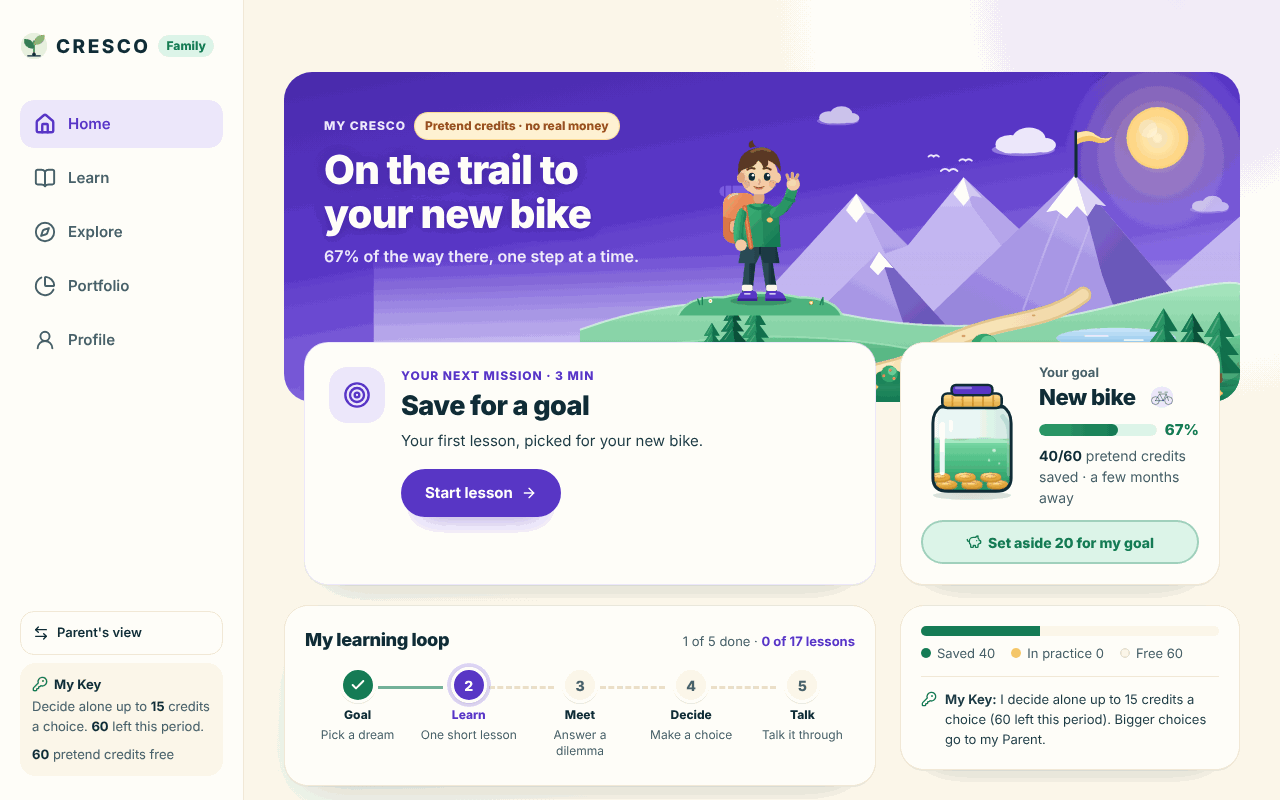 CRESCO Family
Home
Learn
Explore
Portfolio
Profile
Parent's view
My Key
Decide alone up to 15 credits
a choice. 60 left this period.
60 pretend credits free
MY CRESCO Pretend credits · no real money
On the trail to
your new bike
67% of the way there, one step at a time.
YOUR NEXT MISSION · 3 MIN
Save for a goal
Your first lesson, picked for your new bike.
Start lesson
Your goal
New bike
67%
40/60 pretend credits
saved · a few months
away
Set aside 20 for my goal
My learning loop
1 of 5 done · 0 of 17 lessons
2 3 4 5
Goal Learn Meet Decide Talk
Pick a dream One short lesson Answer a Make a choice Talk it through
dilemma
Saved 40 In practice 0 Free 60
My Key: I decide alone up to 15 credits a
choice (60 left this period). Bigger choices
go to my Parent.